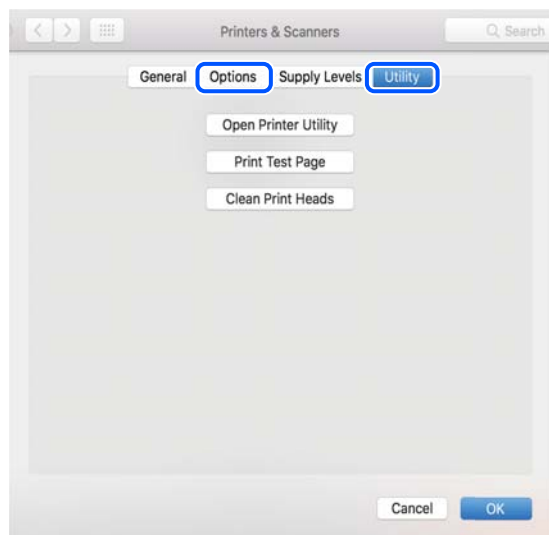 Printers & Scanners Search
General Options Supply Levels Utility
Open Printer Utility
Print Test Page
Clean Print Heads
Cancel OK